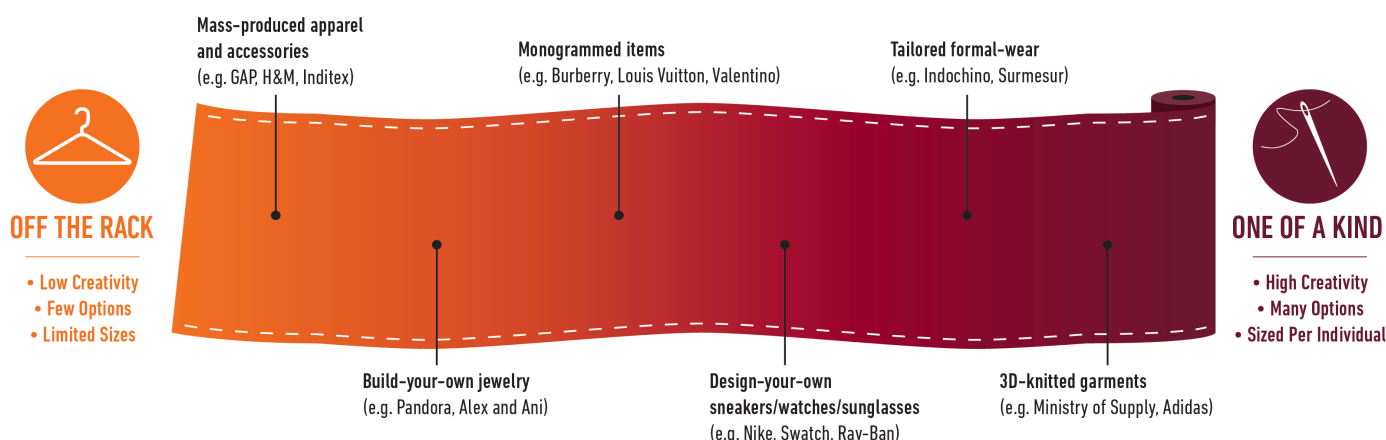 Mass-produced apparel
and accessories
(e.g. GAP, H&M, Inditex)
Monogrammed items
(e.g. Burberry, Louis Vuitton, Valentino)
Tailored formal-wear
(e.g. Indochino, Surmesur)
OFF THE RACK
• Low Creativity
• Few Options
• Limited Sizes
ONE OF A KIND
• High Creativity
• Many Options
• Sized Per Individual
Build-your-own jewelry
(e.g. Pandora, Alex and Ani)
Design-your-own
sneakers/watches/sunglasses
(e.g. Nike, Swatch, Ray-Ban)
3D-knitted garments
(e.g. Ministry of Supply, Adidas)